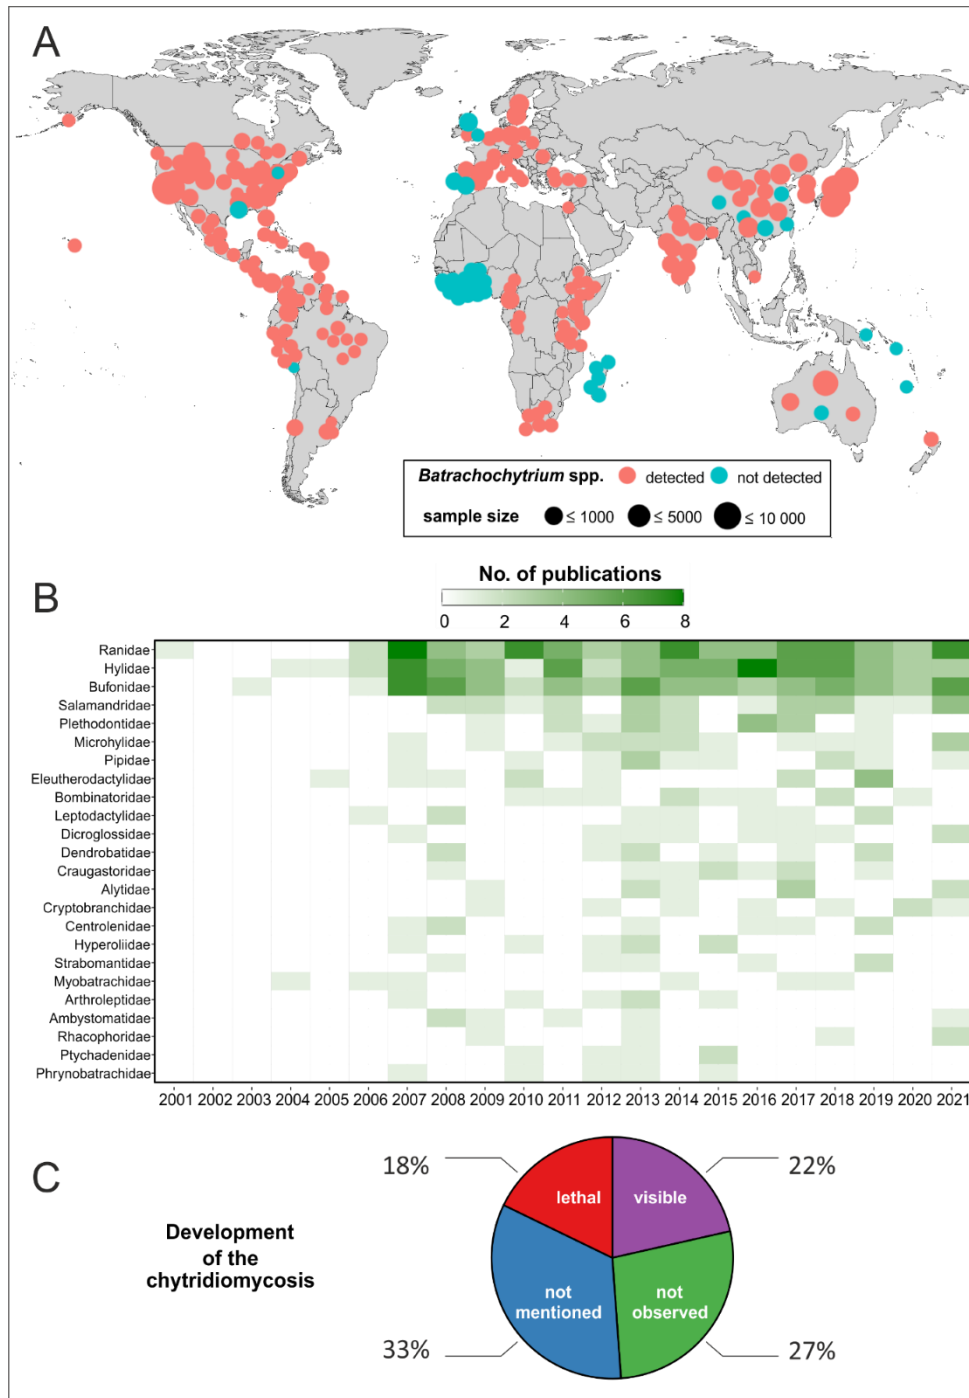 A
Batrachochytrium spp. detected not detected
sample size ≤ 1000 ≤ 5000 ≤ 10 000
B
No. of publications
0 2 4 6 8
Ranidae
Hylidae
Bufonidae
Salamandridae
Plethodontidae
Microhylidae
Pipidae
Eleutherodactylidae
Bombinatoridae
Leptodactylidae
Dicroglossidae
Dendrobatidae
Craugastoridae
Alytidae
Cryptobranchidae
Centrolenidae
Hyperoliidae
Strabomantidae
Myobatrachidae
Arthroleptidae
Ambystomatidae
Rhacophoridae
Ptychadenidae
Phrynobatrachidae
2001 2002 2003 2004 2005 2006 2007 2008 2009 2010 2011 2012 2013 2014 2015 2016 2017 2018 2019 2020 2021
C
18%
22%
lethal
visible
Development
of the
chytridiomycosis
not
mentioned
not
observed
33%
27%